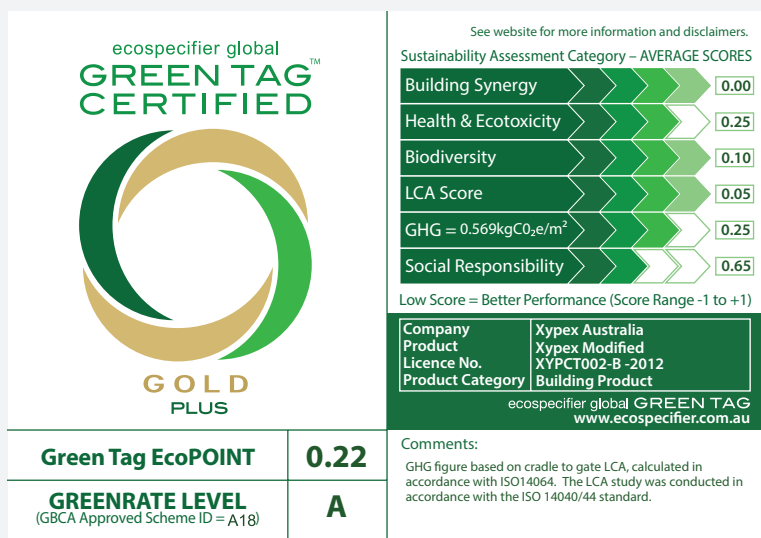 ecospecifier global
GREEN TAG™
CERTIFIED
GOLD
PLUS
Green Tag EcoPOINT 0.22
GREENRATE LEVEL A
(GBCA Approved Scheme ID = A18)
See website for more information and disclaimers.
Sustainability Assessment Category – AVERAGE SCORES
Building Synergy 0.00
Health & Ecotoxicity 0.25
Biodiversity 0.10
LCA Score 0.05
GHG = 0.569kgC0₂e/m² 0.25
Social Responsibility 0.65
Low Score = Better Performance (Score Range -1 to +1)
Company Xypex Australia
Product Xypex Modified
Licence No. XYPCT002-B -2012
Product Category Building Product
ecospecifier global GREEN TAG
www.ecospecifier.com.au
Comments:
GHG figure based on cradle to gate LCA, calculated in
accordance with ISO14064. The LCA study was conducted in
accordance with the ISO 14040/44 standard.